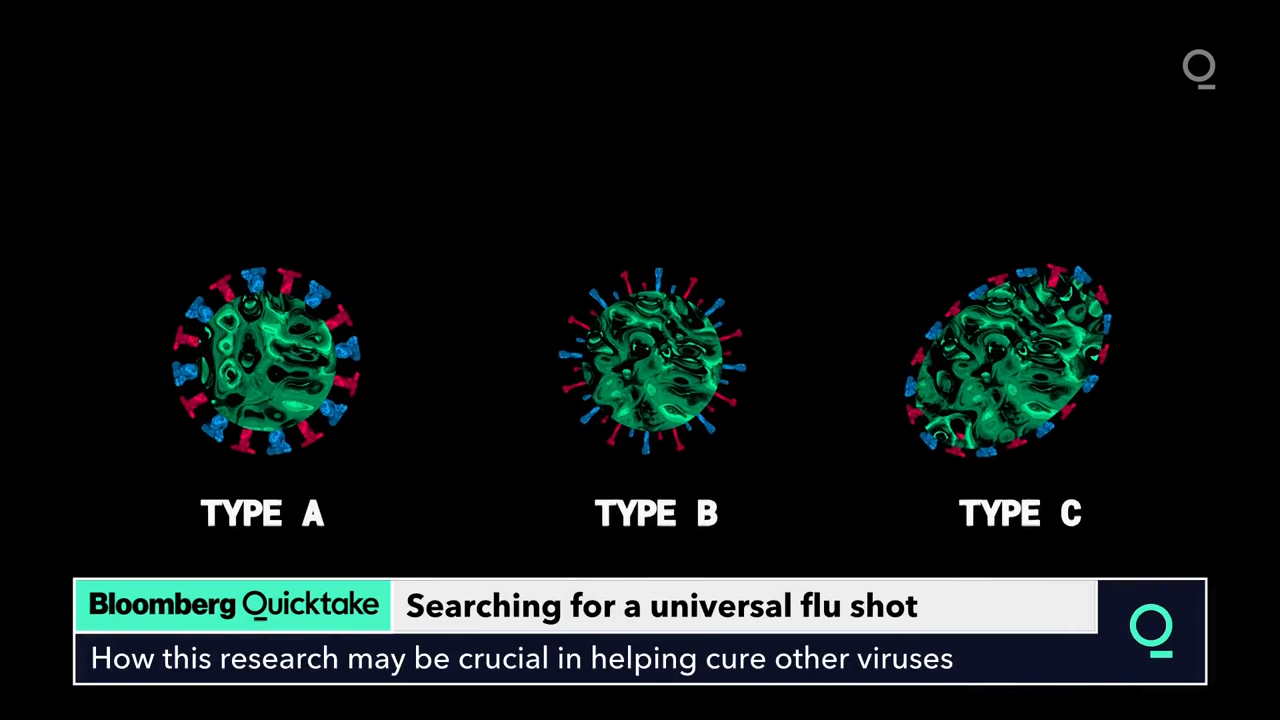 TYPE A
TYPE B
TYPE C
Bloomberg Quicktake
Searching for a universal flu shot
How this research may be crucial in helping cure other viruses